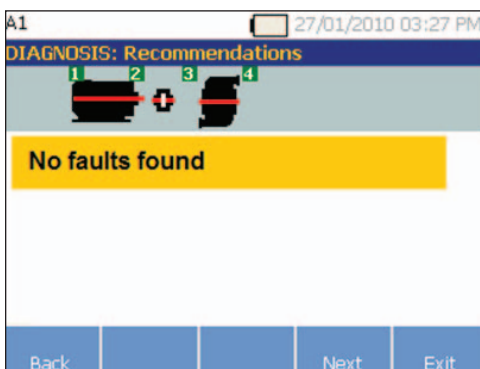 A1 27/01/2010 03:27 PM
DIAGNOSIS: Recommendations
1 2 3 4
No faults found
Back Next Exit